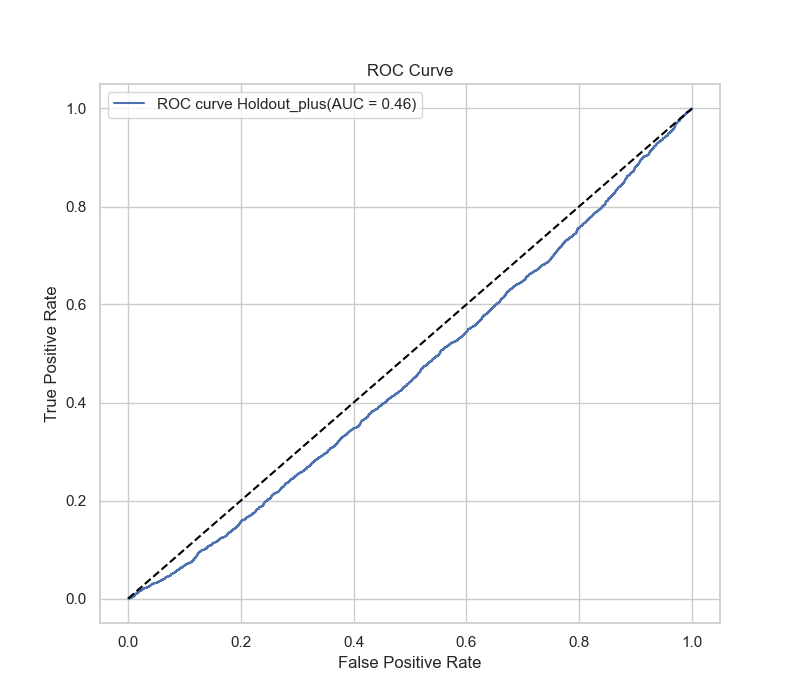 ROC Curve
ROC curve Holdout_plus(AUC = 0.46)
1.0
0.8
0.6
0.4
0.2
0.0
True Positive Rate
0.0 0.2 0.4 0.6 0.8 1.0
False Positive Rate